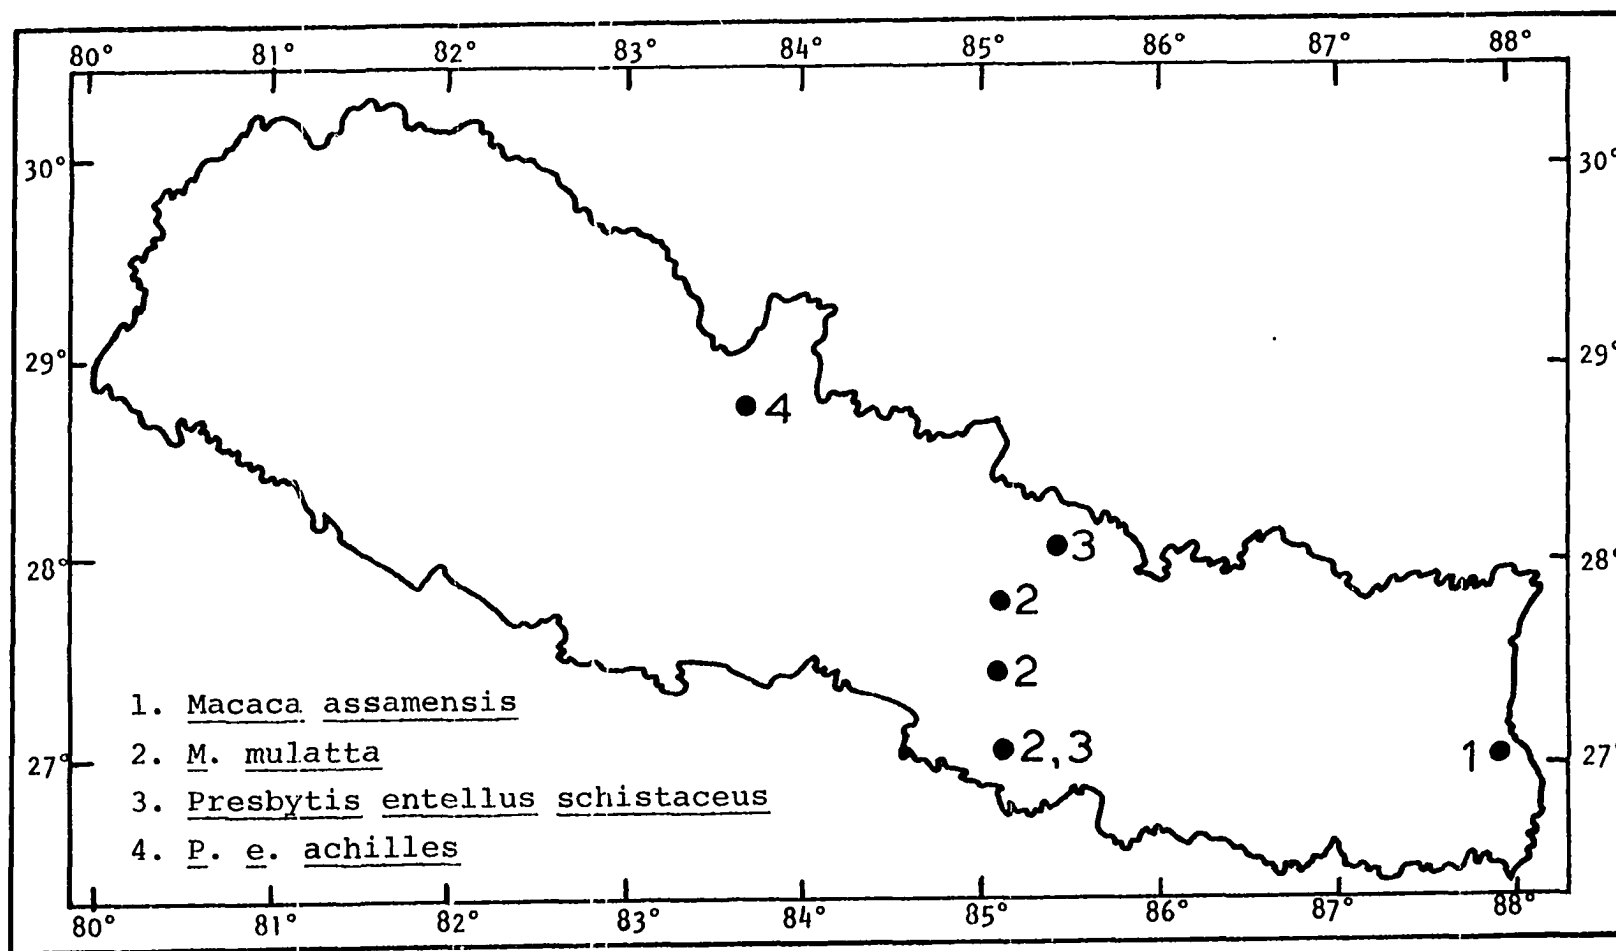 80° 81° 82° 83° 84° 85° 86° 87° 88°
30° 30°
29° 29°
4
3
28° 28°
2
2
1. Macaca assamensis
2. M. mulatta
2,3
1
27° 27°
3. Presbytis entellus schistaceus
4. P. e. achilles
80° 81° 82° 83° 84° 85° 86° 87° 88°